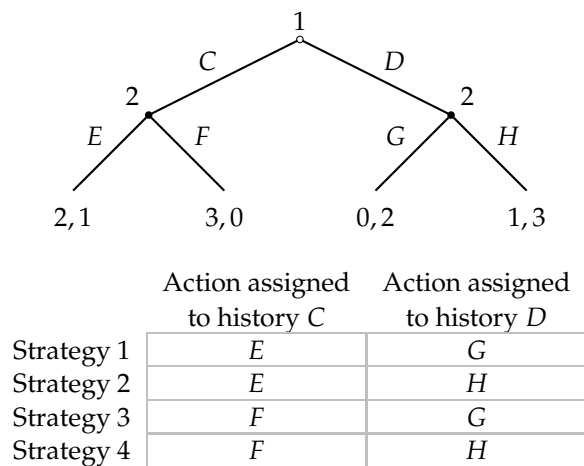 1
C D
2 2
E F G H
2, 1 3, 0 0, 2 1, 3
Action assigned Action assigned
to history C to history D
Strategy 1 E G
Strategy 2 E H
Strategy 3 F G
Strategy 4 F H